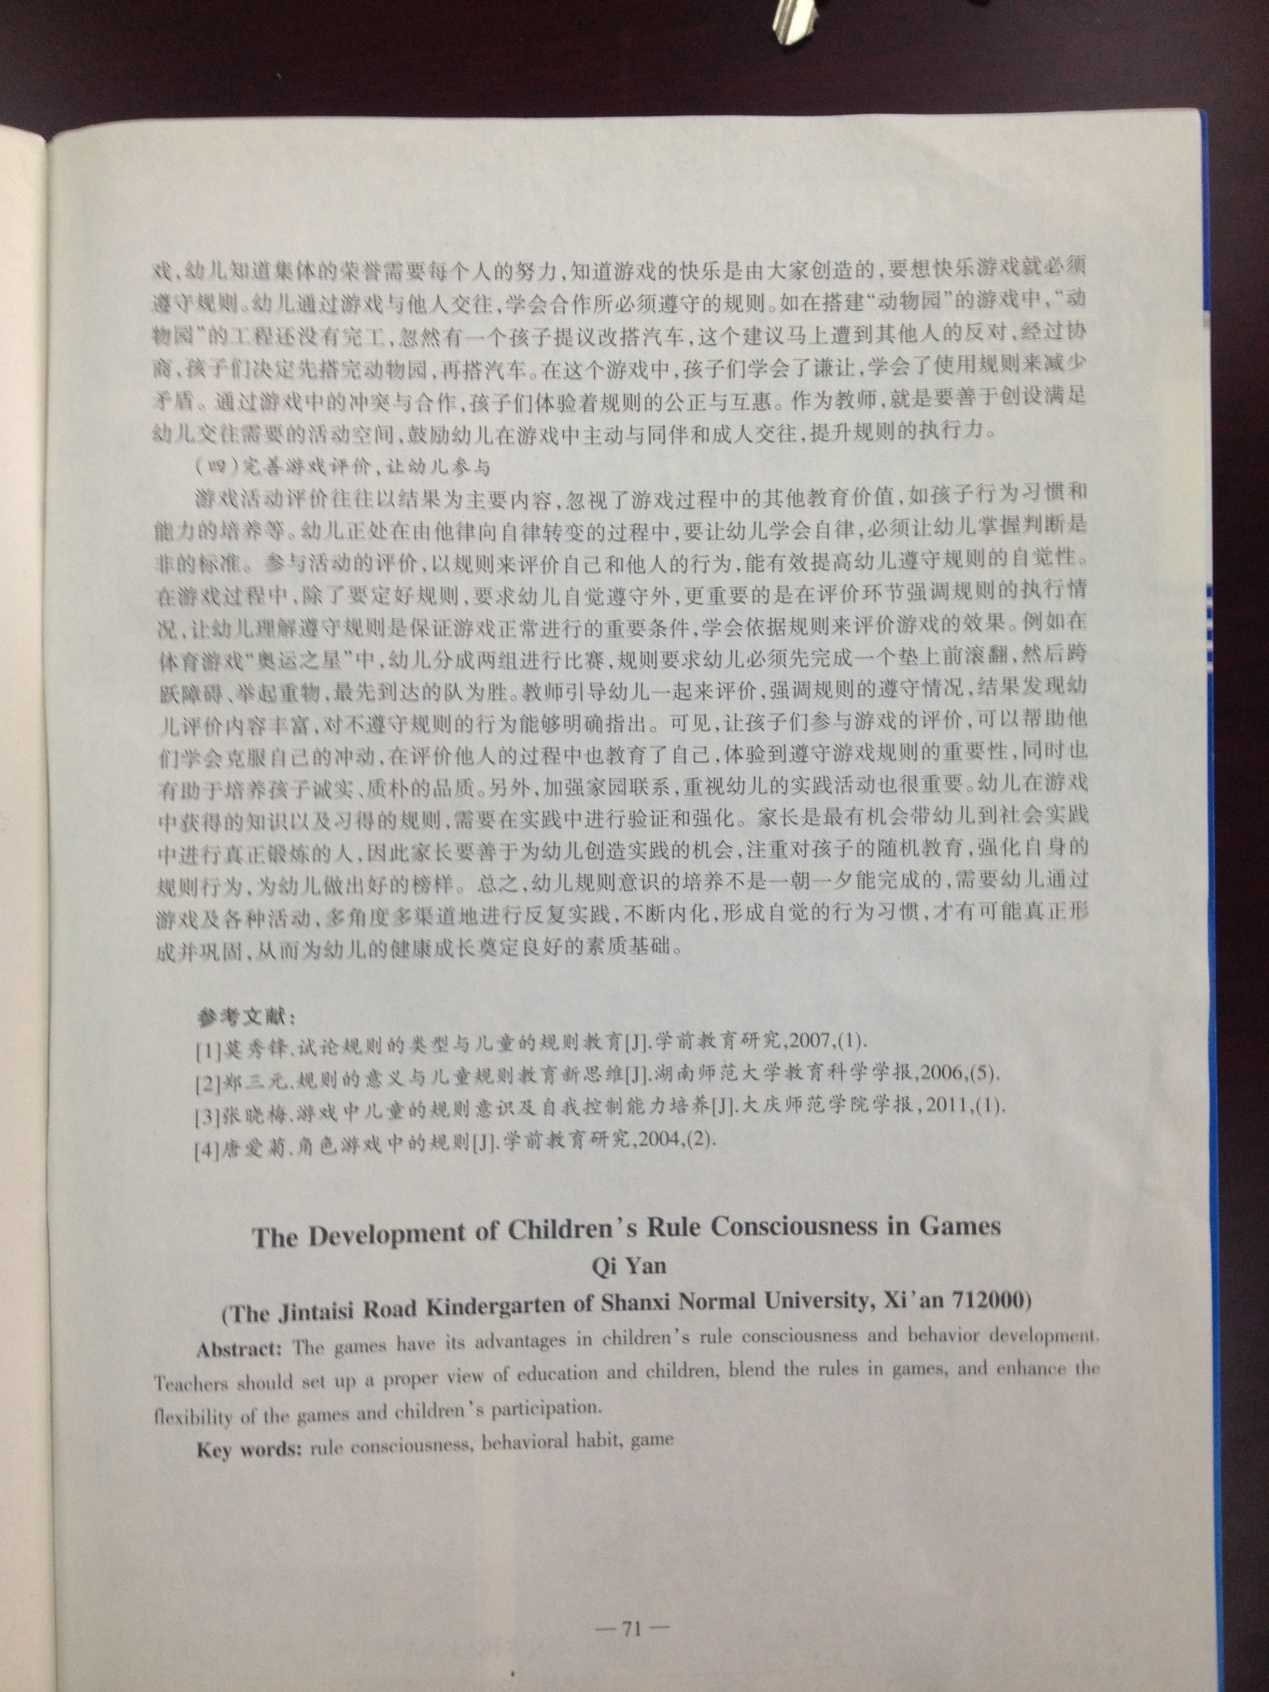 戏,幼儿知道集体的荣誉需要每个人的努力,知道游戏的快乐是由大家创造的,要想快乐游戏就必须
遵守规则。幼儿通过游戏与他人交往,学会合作所必须遵守的规则。如在搭建“动物园”的游戏中,“动
物园”的工程还没有完工,忽然有一个孩子提议改搭汽车,这个建议马上遭到其他人的反对,经过协
商,孩子们决定先搭完动物园,再搭汽车。在这个游戏中,孩子们学会了谦让,学会了使用规则来减少
矛盾。通过游戏中的冲突与合作,孩子们体验着规则的公正与互惠。作为教师,就是要善于创设满足
幼儿交往需要的活动空间,鼓励幼儿在游戏中主动与同伴和成人交往,提升规则的执行力。
(四)完善游戏评价,让幼儿参与
游戏活动评价往往以结果为主要内容,忽视了游戏过程中的其他教育价值,如孩子行为习惯和
能力的培养等。幼儿正处在由他律向自律转变的过程中,要让幼儿学会自律,必须让幼儿掌握判断是
非的标准。参与活动的评价,以规则来评价自己和他人的行为,能有效提高幼儿遵守规则的自觉性。
在游戏过程中,除了要定好规则,要求幼儿自觉遵守外,更重要的是在评价环节强调规则的执行情
况,让幼儿理解遵守规则是保证游戏正常进行的重要条件,学会依据规则来评价游戏的效果。例如在
体育游戏“奥运之星”中,幼儿分成两组进行比赛,规则要求幼儿必须先完成一个垫上前滚翻,然后跨
跃障碍、举起重物,最先到达的队为胜。教师引导幼儿一起来评价,强调规则的遵守情况,结果发现幼
儿评价内容丰富,对不遵守规则的行为能够明确指出。可见,让孩子们参与游戏的评价,可以帮助他
们学会克服自己的冲动,在评价他人的过程中也教育了自己,体验到遵守游戏规则的重要性,同时也
有助于培养孩子诚实、质朴的品质。另外,加强家园联系,重视幼儿的实践活动也很重要。幼儿在游戏
中获得的知识以及习得的规则,需要在实践中进行验证和强化。家长是最有机会带幼儿到社会实践
中进行真正锻炼的人,因此家长要善于为幼儿创造实践的机会,注重对孩子的随机教育,强化自身的
规则行为,为幼儿做出好的榜样。总之,幼儿规则意识的培养不是一朝一夕能完成的,需要幼儿通过
游戏及各种活动,多角度多渠道地进行反复实践,不断内化,形成自觉的行为习惯,才有可能真正形
成并巩固,从而为幼儿的健康成长奠定良好的素质基础。
参考文献:
[1]莫秀锋.试论规则的类型与儿童的规则教育[J].学前教育研究,2007,(1).
[2]郑三元.规则的意义与儿童规则教育新思维[J].湖南师范大学教育科学学报,2006,(5).
[3]张晓梅.游戏中儿童的规则意识及自我控制能力培养[J].大庆师范学院学报,2011,(1).
[4]唐爱菊.角色游戏中的规则[J].学前教育研究,2004,(2).
The Development of Children's Rule Consciousness in Games
Qi Yan
(The Jintaisi Road Kindergarten of Shanxi Normal University, Xi'an 712000)
Abstract: The games have its advantages in children's rule consciousness and behavior development.
Teachers should set up a proper view of education and children, blend the rules in games, and enhance the
flexibility of the games and children's participation.
Key words: rule consciousness, behavioral habit, game
— 71 —